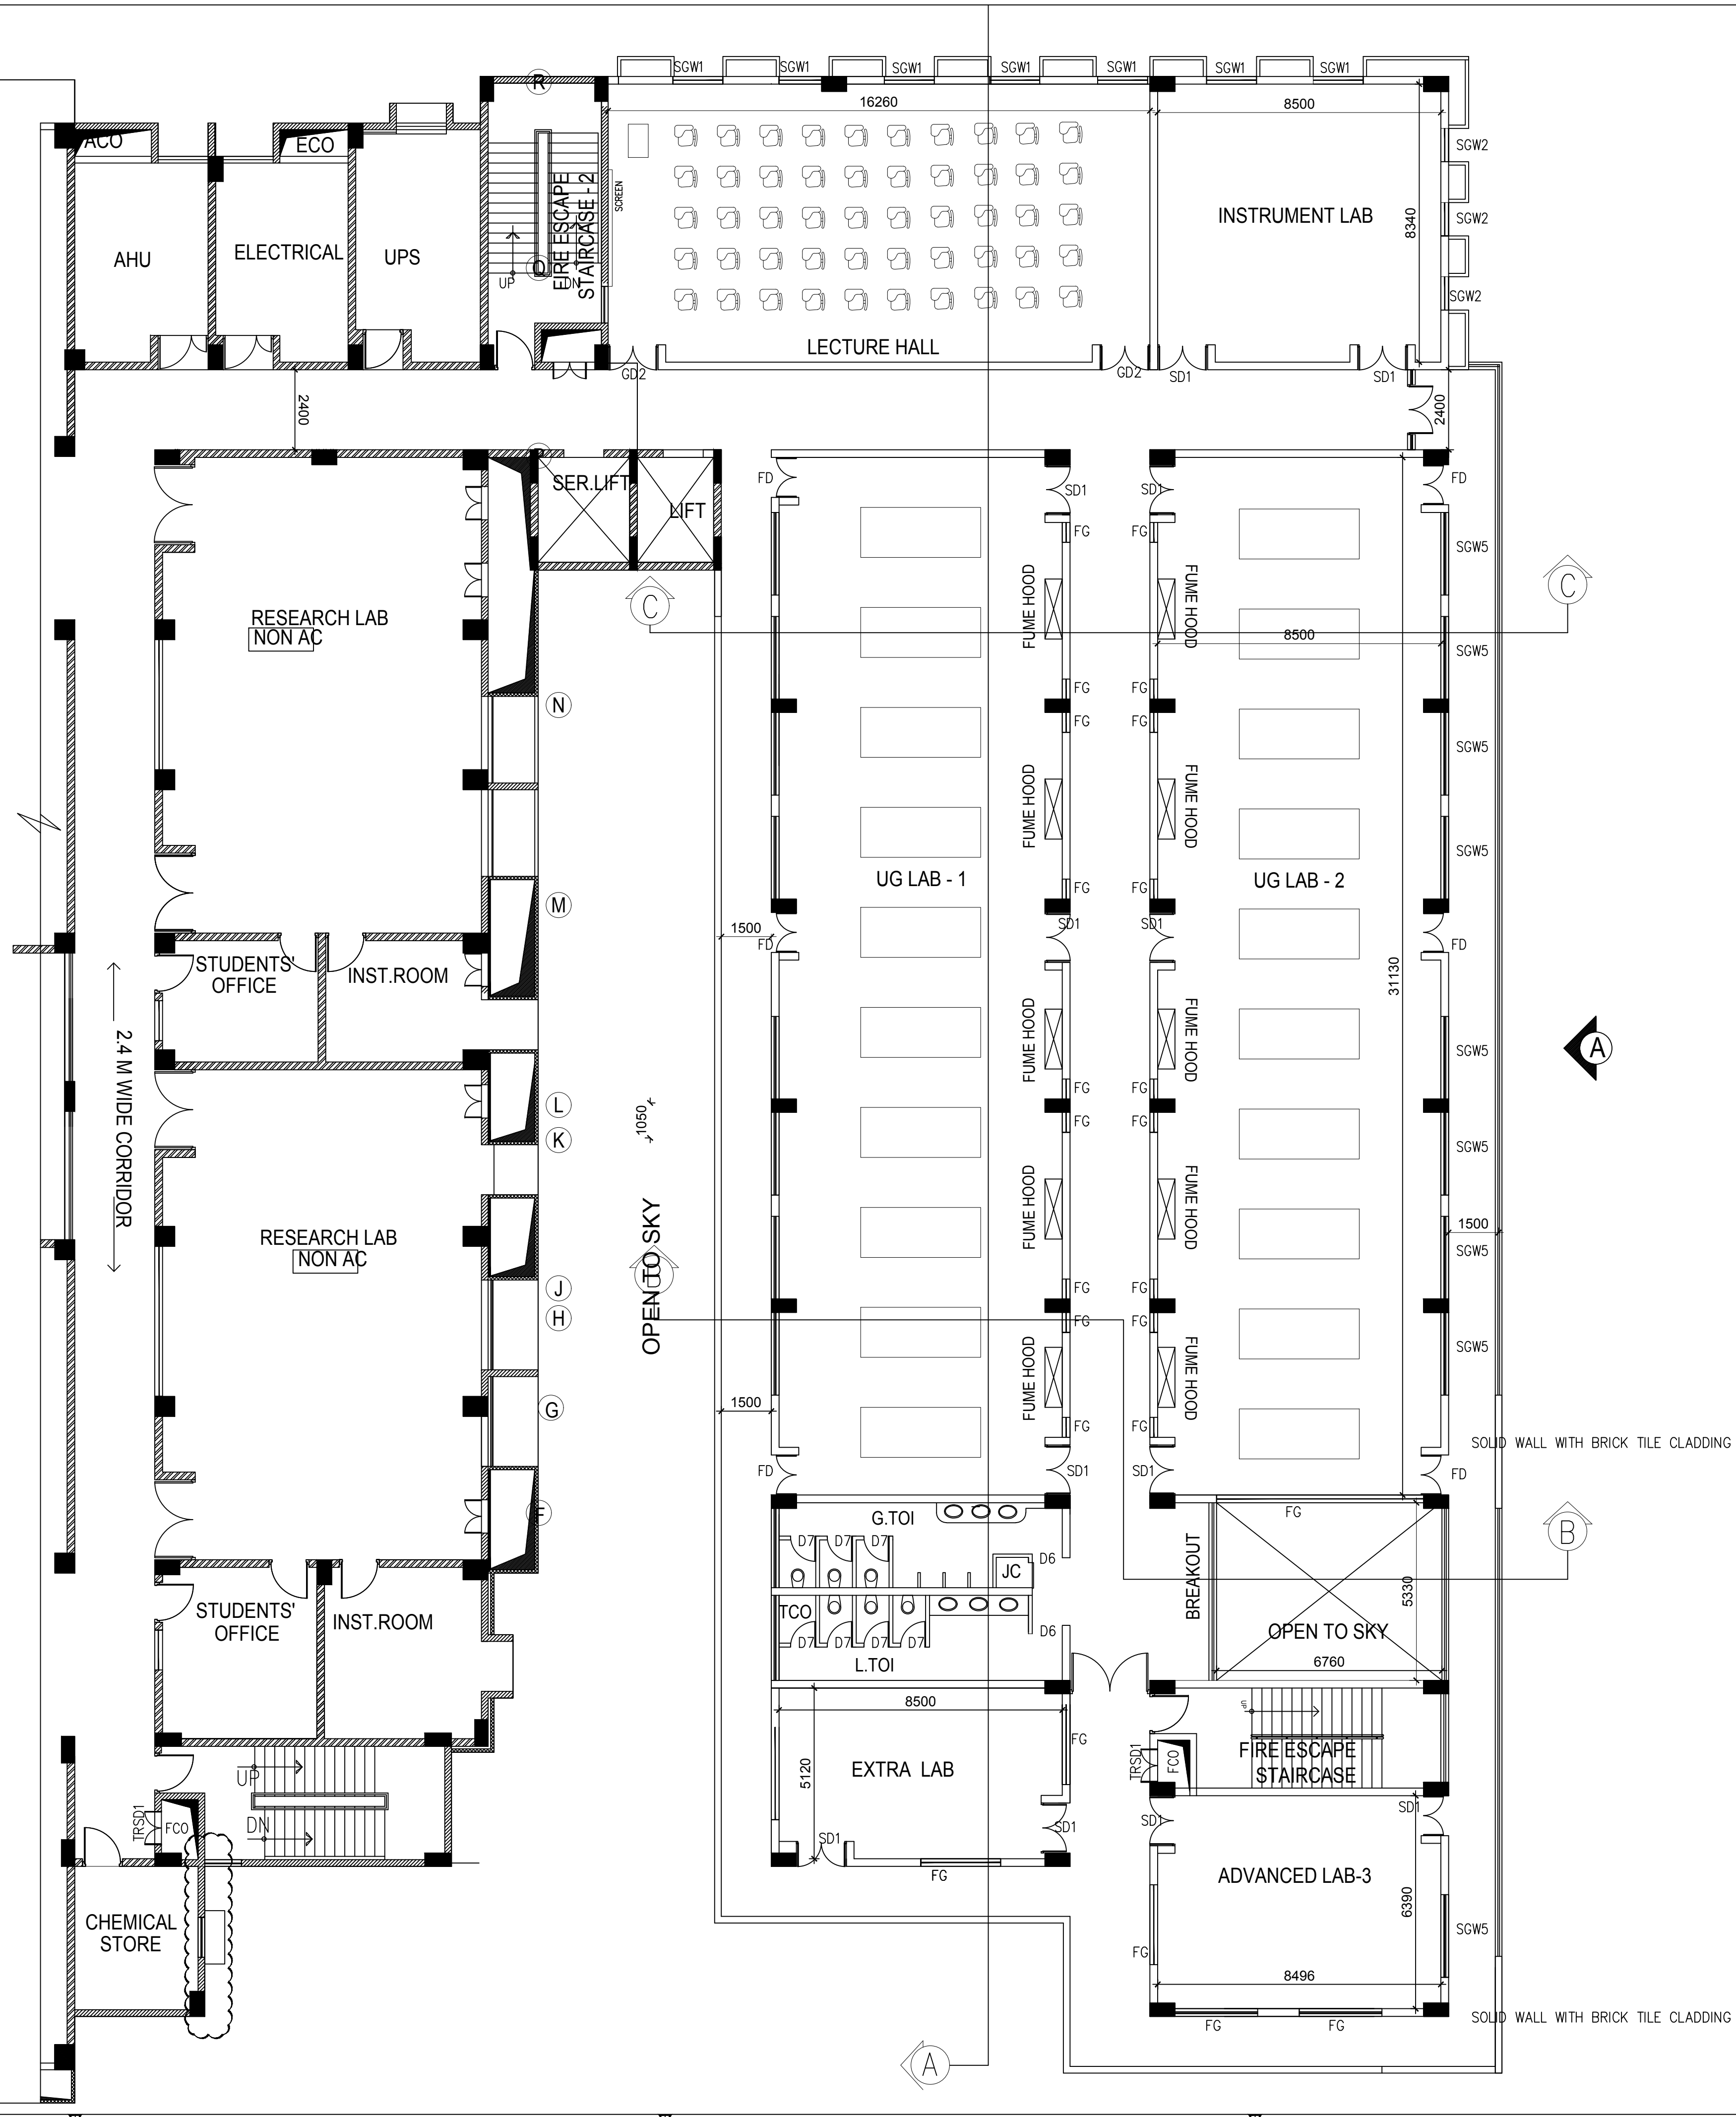 SGW1
SGW1
SGW1
SGW1
SGW1
SGW1
SGW1
R
16260
8500
ACO
ECO
SGW2
FIRE ESCAPE
STAIRCASE - 2
SCREEN
AHU
ELECTRICAL
UPS
INSTRUMENT LAB
8340
SGW2
Q
UP
DN
SGW2
LECTURE HALL
GD2
GD2
SD1
SD1
2400
2400
SER.LIFT
LIFT
FD
SD1
SD1
FD
FG
FG
SGW5
C
C
RESEARCH LAB
NON AC
FUME HOOD
FUME HOOD
8500
SGW5
N
FG
FG
FG
FG
SGW5
FUME HOOD
FUME HOOD
SGW5
UG LAB - 1
UG LAB - 2
FG
FG
M
1500
FD
SD1
SD1
FD
STUDENTS'
OFFICE
INST.ROOM
31130
2.4 M WIDE CORRIDOR
FUME HOOD
FUME HOOD
SGW5
A
FG
FG
L
K
1050
FG
FG
SGW5
RESEARCH LAB
NON AC
OPEN TO SKY
B
FUME HOOD
FUME HOOD
1500
SGW5
J
H
FG
FG
FG
FG
SGW5
FUME HOOD
FUME HOOD
G
1500
FG
FG
SOLID WALL WITH BRICK TILE CLADDING
FD
SD1
SD1
FD
F
G.TOI
FG
B
D7
D7
D7
D6
JC
BREAKOUT
5330
TCO
STUDENTS'
OFFICE
INST.ROOM
D6
OPEN TO SKY
D7
D7
D7
D7
L.TOI
6760
8500
UP
FG
EXTRA LAB
5120
TRSD1
FCO
FIRE ESCAPE
STAIRCASE
UP
DN
TRSD1
FCO
SD1
SD1
SD1
SD1
FG
ADVANCED LAB-3
6390
CHEMICAL
STORE
SGW5
FG
8496
FG
FG
SOLID WALL WITH BRICK TILE CLADDING
A